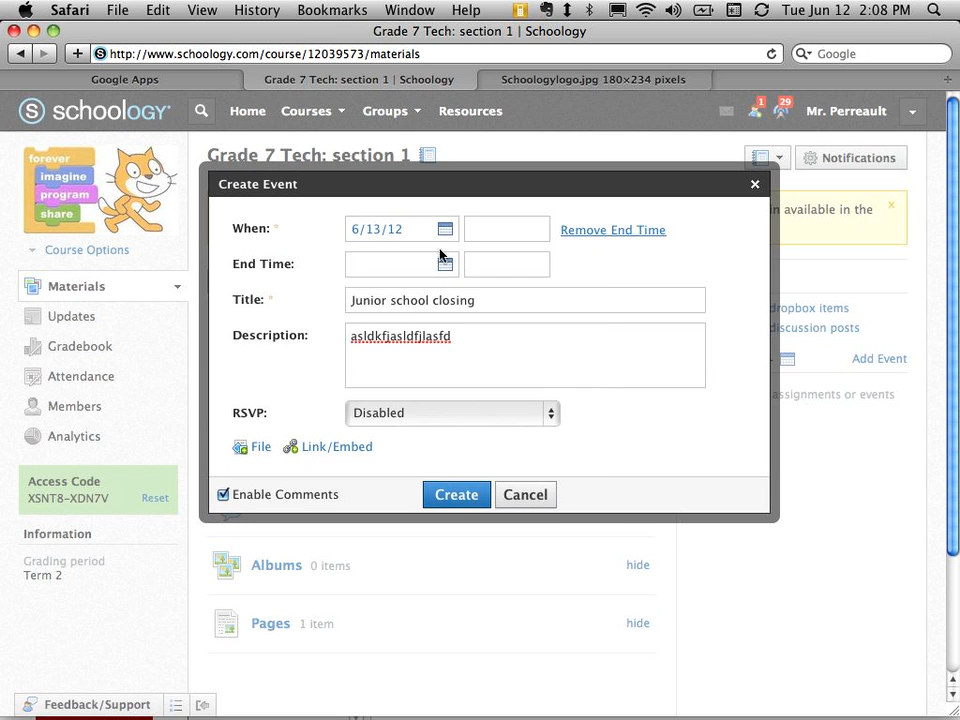 Safari File Edit View History Bookmarks Window Help Tue Jun 12 2:08 PM
Grade 7 Tech: section 1 | Schoology
http://www.schoology.com/course/12039573/materials
Google
Google Apps
Grade 7 Tech: section 1 | Schoology
Schoologylogo.jpg 180×234 pixels
S schoology Home Courses Groups Resources 1 29 Mr. Perreault
Grade 7 Tech: section 1
Notifications
forever
imagine
program
share
Course Options
Materials
Updates
Gradebook
Attendance
Members
Analytics
Access Code
XSNT8-XDN7V Reset
Information
Grading period
Term 2
Create Event ×
When: * 6/13/12 Remove End Time
End Time:
Title: * Junior school closing
Description: asldkfjasldfjlasfd
RSVP: Disabled
File Link/Embed
Enable Comments Create Cancel
in available in the x
dropbox items
discussion posts
Add Event
assignments or events
Albums 0 items hide
Pages 1 item hide
Feedback/Support